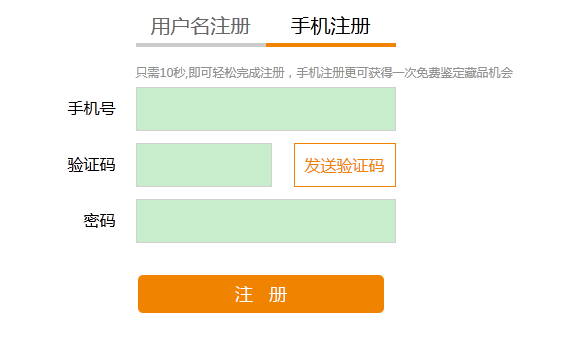 用户名注册 手机注册
只需10秒,即可轻松完成注册，手机注册更可获得一次免费鉴定藏品机会
手机号
验证码 发送验证码
密码
注 册